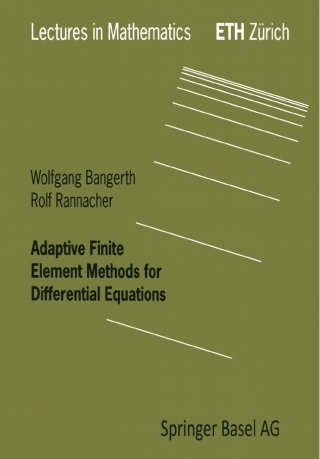 Lectures in Mathematics ETH Zürich
Wolfgang Bangerth
Rolf Rannacher
Adaptive Finite
Element Methods for
Differential Equations
Springer Basel AG